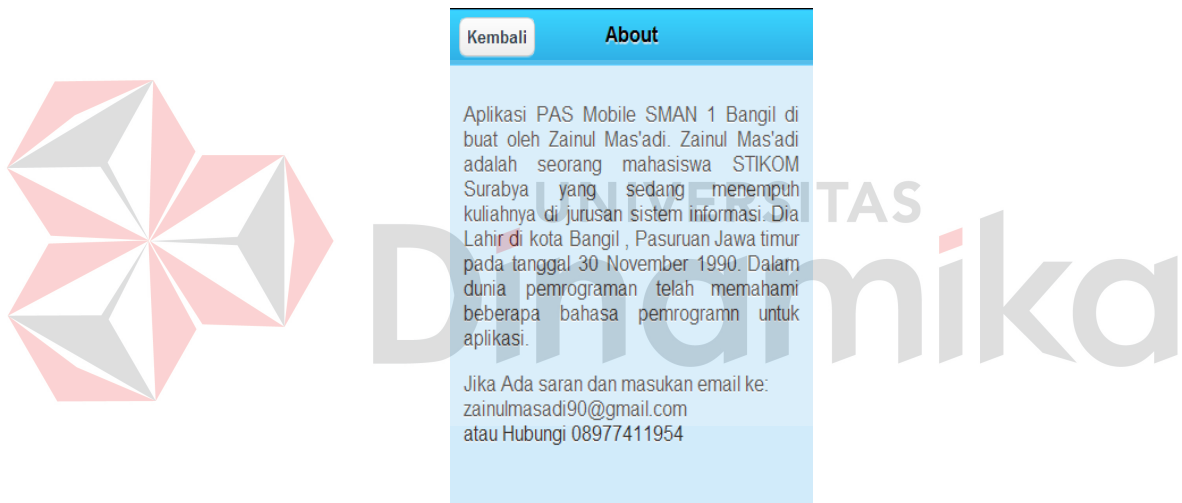 Kembali
About
Aplikasi PAS Mobile SMAN 1 Bangil di
buat oleh Zainul Mas'adi. Zainul Mas'adi
adalah seorang mahasiswa STIKOM
Surabya yang sedang menempuh
kuliahnya di jurusan sistem informasi. Dia
Lahir di kota Bangil , Pasuruan Jawa timur
pada tanggal 30 November 1990. Dalam
dunia pemrograman telah memahami
beberapa bahasa pemrogramn untuk
aplikasi.
Jika Ada saran dan masukan email ke:
zainulmasadi90@gmail.com
atau Hubungi 08977411954
UNIVERSITAS
Dinamika